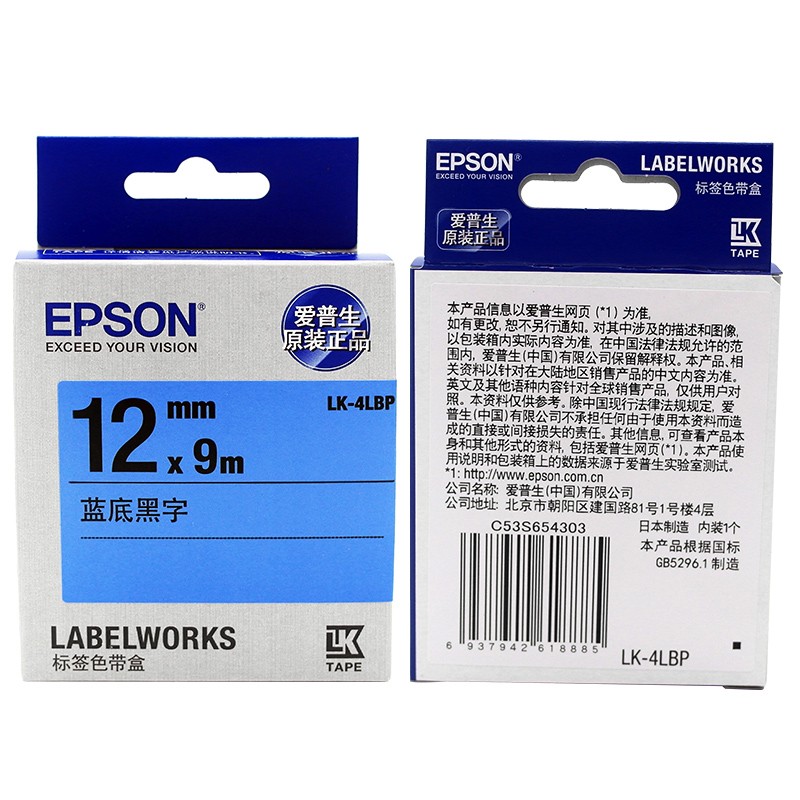 EPSON®
EXCEED YOUR VISION
爱普生
原装正品
12 mm
x 9m
LK-4LBP
蓝底黑字
LABELWORKS
标签色带盒
LK
TAPE
EPSON®
EXCEED YOUR VISION
LABELWORKS
标签色带盒
爱普生
原装正品
LK
TAPE
本产品信息以爱普生网页 (*1) 为准,
如有更改, 恕不另行通知。对其中涉及的描述和图像,
以包装箱内实际内容为准, 在中国法律法规允许的范
围内, 爱普生(中国)有限公司保留解释权。本产品、相
关资料以针对在大陆地区销售产品的中文内容为准。
英文及其他语种内容针对全球销售产品, 仅供用户对
照。本资料仅供参考。除中国现行法律法规规定, 爱
普生(中国)有限公司不承担任何由于使用本资料而造
成的直接或间接损失的责任。其他信息, 可查看产品本
身和其他形式的资料, 包括爱普生网页(*1)。本产品使
用说明和包装箱上的数据来源于爱普生实验室测试。
*1: http://www.epson.com.cn
公司名称: 爱普生(中国)有限公司
公司地址: 北京市朝阳区建国路81号1号楼4层
C53S654303
日本制造 内装1个
本产品根据国标
GB5296.1 制造
6 937942 618885
LK-4LBP